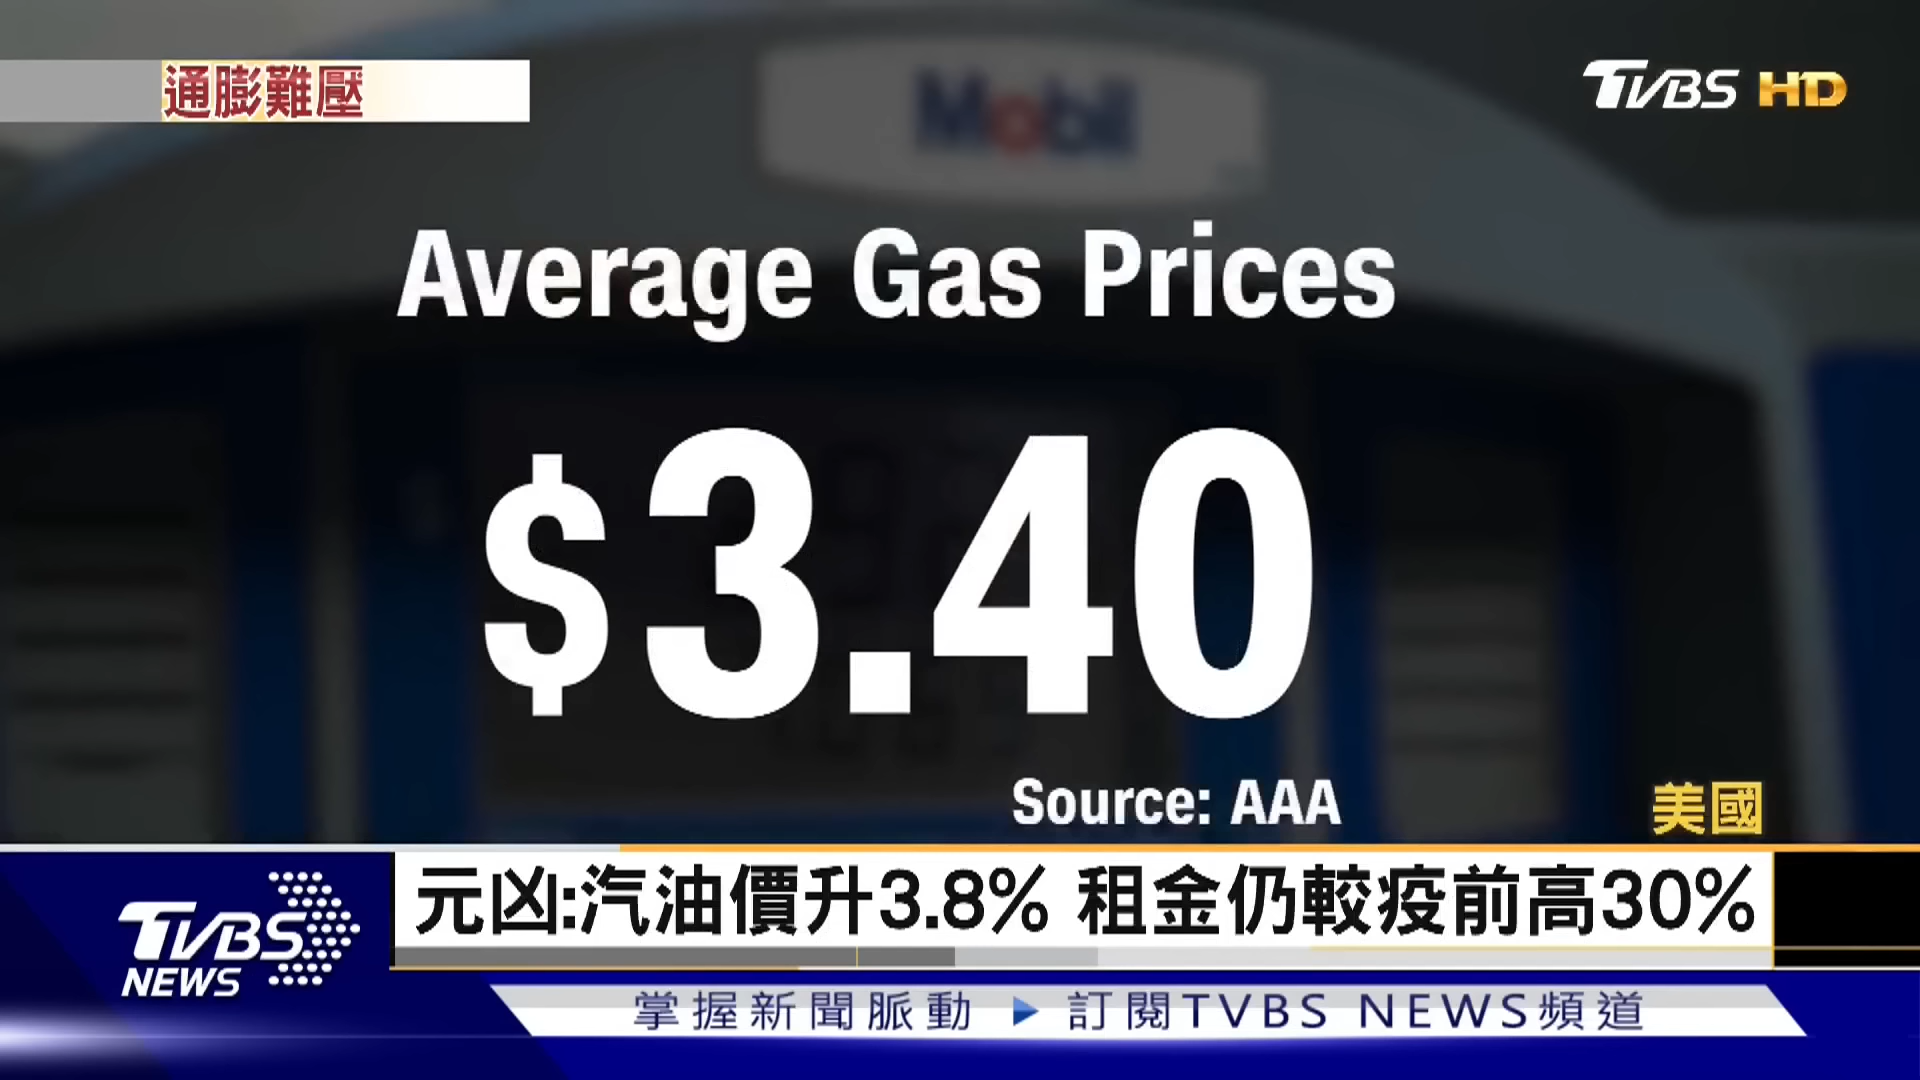 通膨難壓
TVBS HD
Mobil
Average Gas Prices
$3.40
Source: AAA
美國
元凶:汽油價升3.8% 租金仍較疫前高30%
TVBS
NEWS
掌握新聞脈動 ▶ 訂閱TVBS NEWS頻道